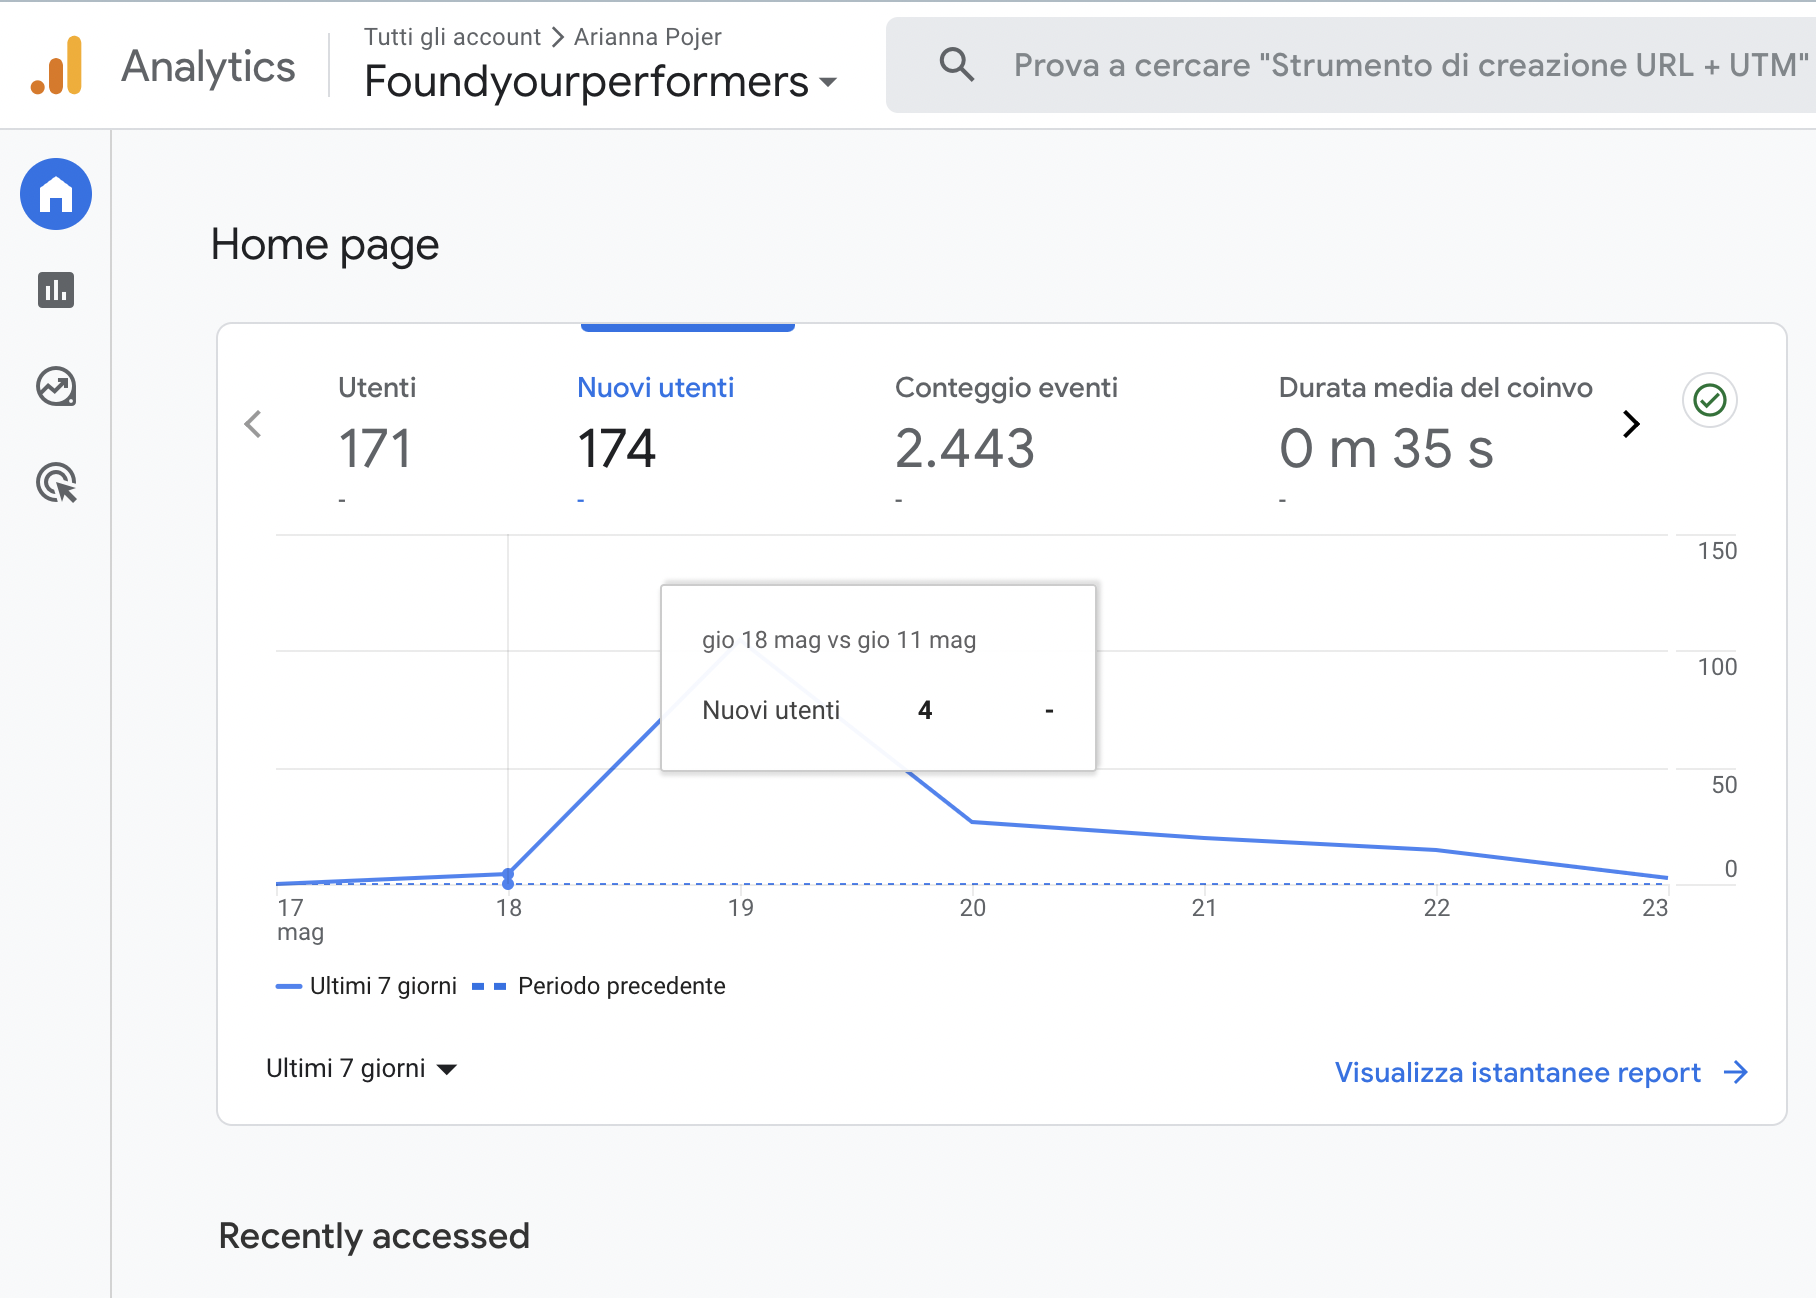 Analytics
Tutti gli account > Arianna Pojer
Foundyourperformers
Prova a cercare "Strumento di creazione URL + UTM"
Home page
Utenti
171
-
Nuovi utenti
174
-
Conteggio eventi
2.443
-
Durata media del coinvo
0 m 35 s
-
150
100
50
0
gio 18 mag vs gio 11 mag
Nuovi utenti 4 -
17 18 19 20 21 22 23
mag
Ultimi 7 giorni Periodo precedente
Ultimi 7 giorni
Visualizza istantanee report
Recently accessed